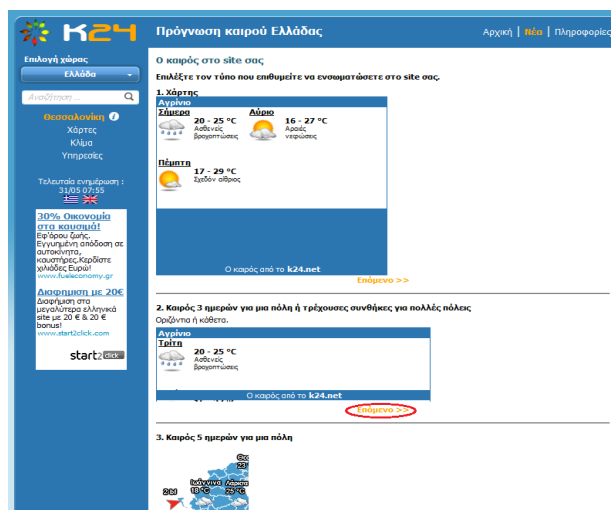 K24
Πρόγνωση καιρού Ελλάδας
Αρχική | Νέα | Πληροφορίες
Επιλογή χώρας
Ελλάδα
Αναζήτηση ...
Θεσσαλονίκη
Χάρτες
Κλίμα
Υπηρεσίες
Τελευταία ενημέρωση :
31/05 07:55
30% Οικονομία
στα καυσιμά!
Εφ'όρου ζωής.
Εγγυημένη απόδοση σε
αυτοκίνητα,
καυστήρες.Κερδίστε
χιλιάδες Ευρώ!
www.fueleconomy.gr
Διαφημιση με 20€
Διαφήμιση στα
μεγαλύτερα ελληνικά
site με 20 € & 20 €
bonus!
www.start2click.com
start2click
Ο καιρός στο site σας
Επιλέξτε τον τύπο που επιθυμείτε να ενσωματώσετε στο site σας.
1. Χάρτης
Αγρίνιο
Σήμερα
20 - 25 °C
Ασθενείς
βροχοπτώσεις
Αύριο
16 - 27 °C
Αραιές
νεφώσεις
Πέμπτη
17 - 29 °C
Σχεδόν αίθριος
Ο καιρός από το k24.net
Επόμενο >>
2. Καιρός 3 ημερών για μια πόλη ή τρέχουσες συνθήκες για πολλές πόλεις
Οριζόντια ή κάθετα.
Αγρίνιο
Τρίτη
20 - 25 °C
Ασθενείς
βροχοπτώσεις
Ο καιρός από το k24.net
Επόμενο >>
3. Καιρός 5 ημερών για μια πόλη
23
Ιωάννινα Λάρισα
2 bf 18 °C 25 °C